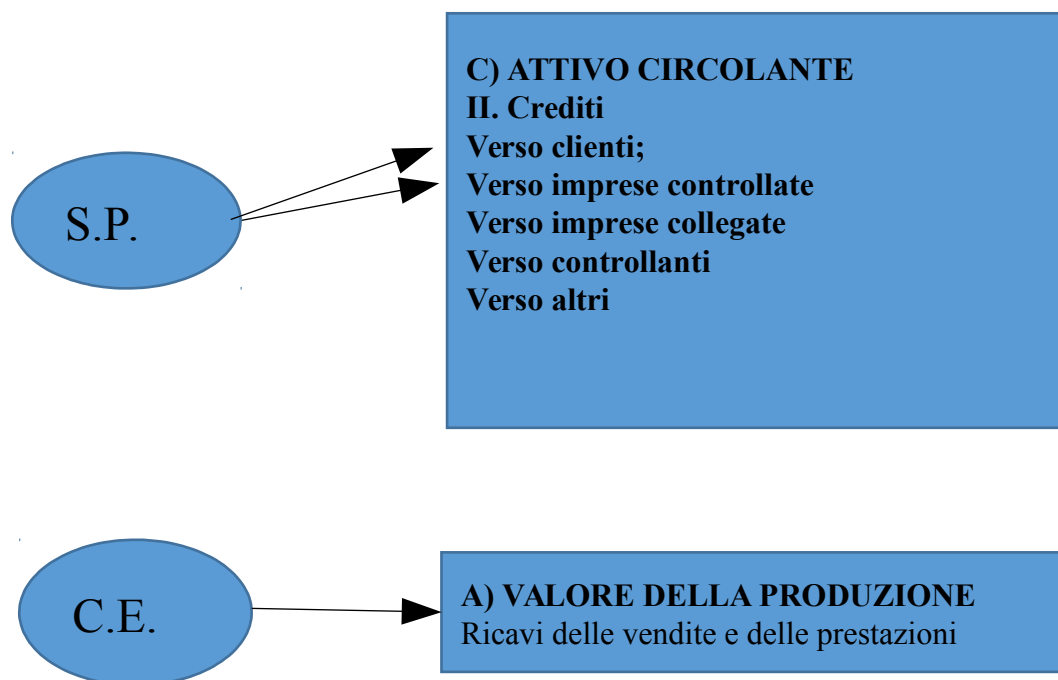 C) ATTIVO CIRCOLANTE
II. Crediti
Verso clienti;
Verso imprese controllate
Verso imprese collegate
Verso controllanti
Verso altri
S.P.
A) VALORE DELLA PRODUZIONE
Ricavi delle vendite e delle prestazioni
C.E.